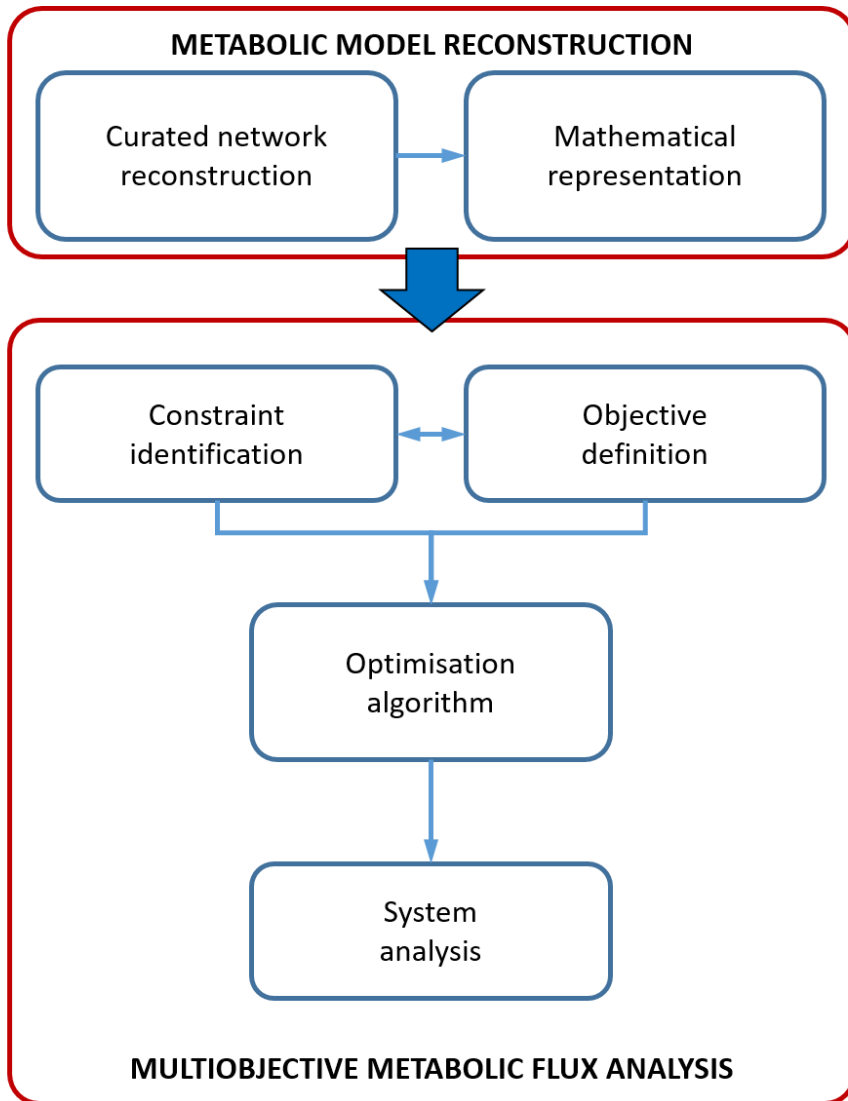 METABOLIC MODEL RECONSTRUCTION
Curated network
reconstruction
Mathematical
representation
Constraint
identification
Objective
definition
Optimisation
algorithm
System
analysis
MULTIOBJECTIVE METABOLIC FLUX ANALYSIS